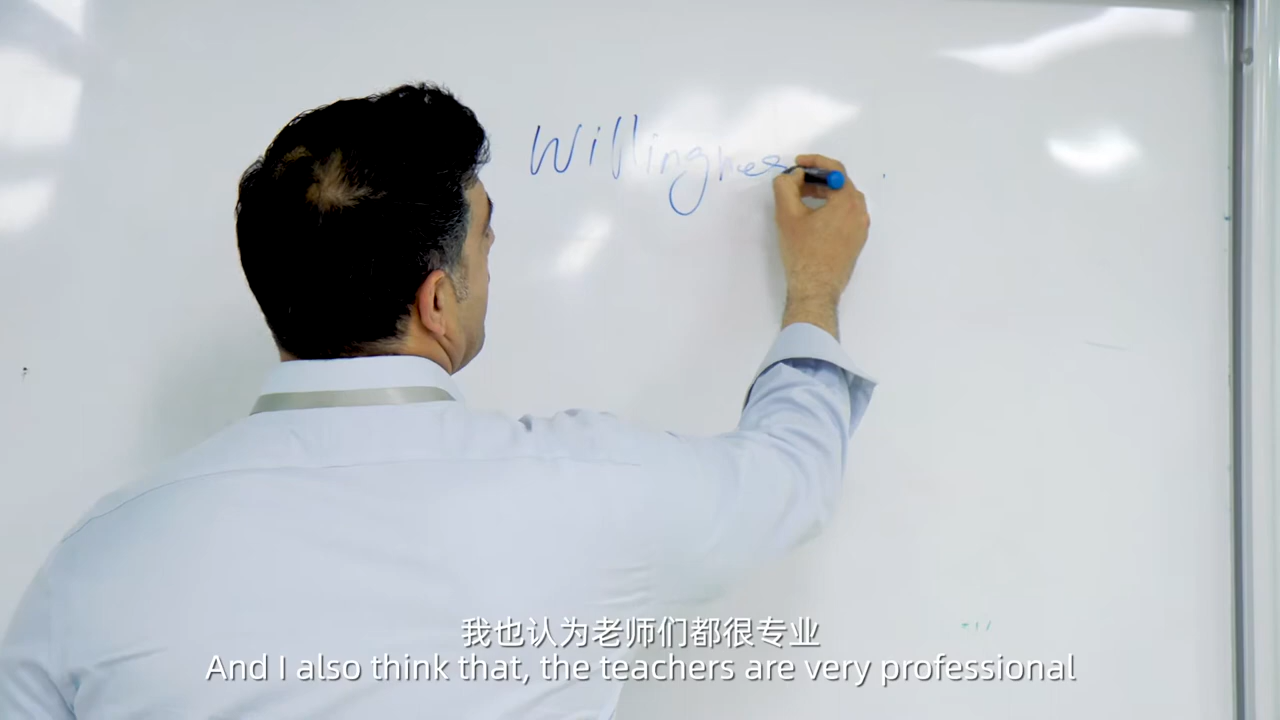 Willingnes
我也认为老师们都很专业
And I also think that, the teachers are very professional